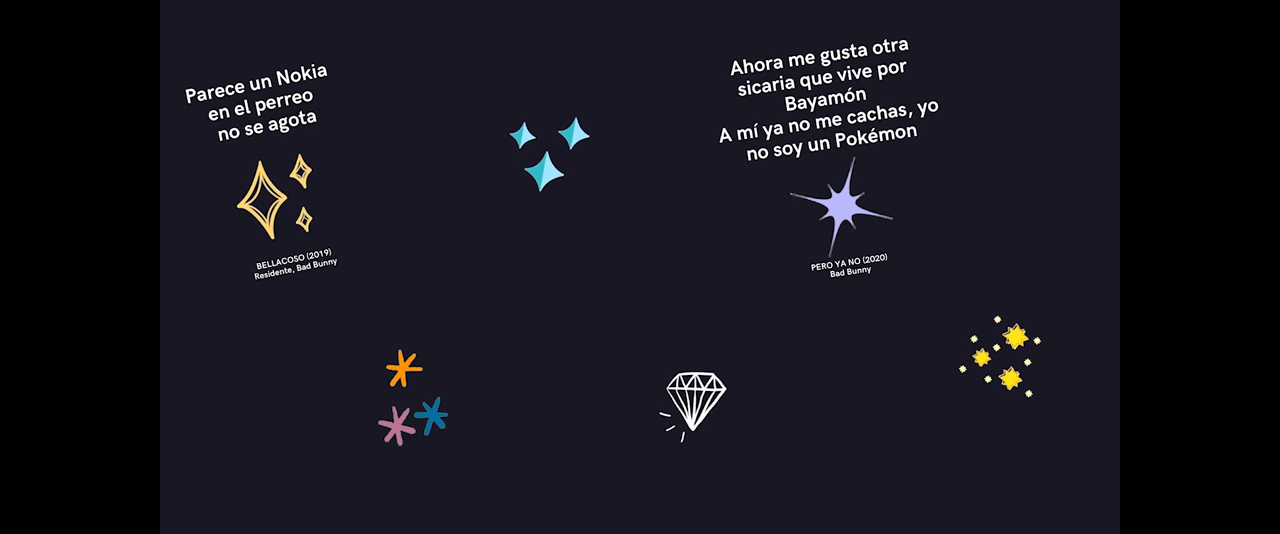 Parece un Nokia
en el perreo
no se agota
BELLACOSO (2019)
Residente, Bad Bunny
Ahora me gusta otra
sicaria que vive por
Bayamón
A mí ya no me cachas, yo
no soy un Pokémon
PERO YA NO (2020)
Bad Bunny